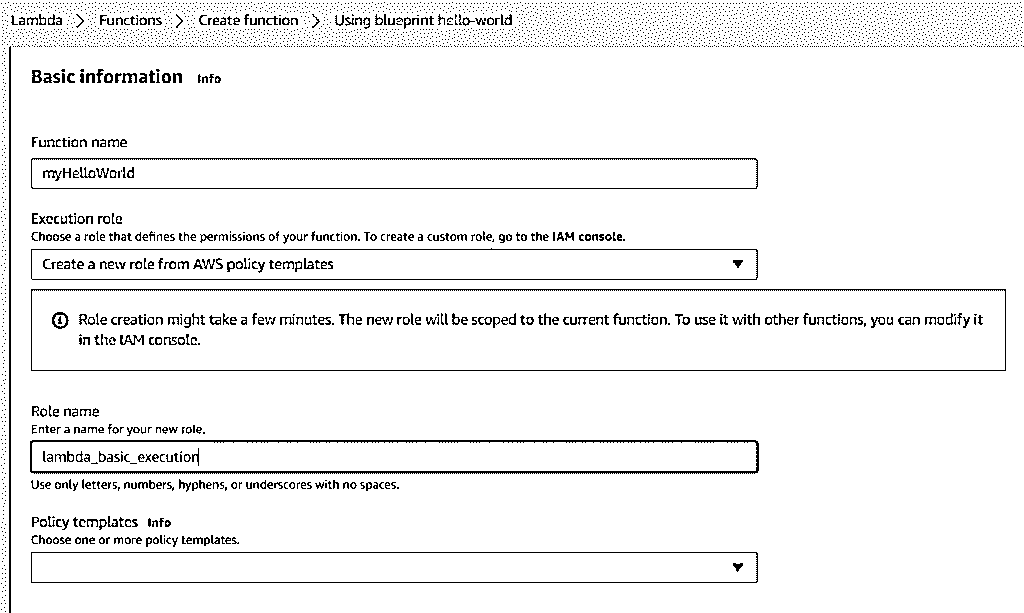 Lambda > Functions > Create function > Using blueprint hello-world
Basic information Info
Function name
myHelloWorld
Execution role
Choose a role that defines the permissions of your function. To create a custom role, go to the IAM console.
Create a new role from AWS policy templates
Role creation might take a few minutes. The new role will be scoped to the current function. To use it with other functions, you can modify it
in the IAM console.
Role name
Enter a name for your new role.
lambda_basic_execution
Use only letters, numbers, hyphens, or underscores with no spaces.
Policy templates Info
Choose one or more policy templates.